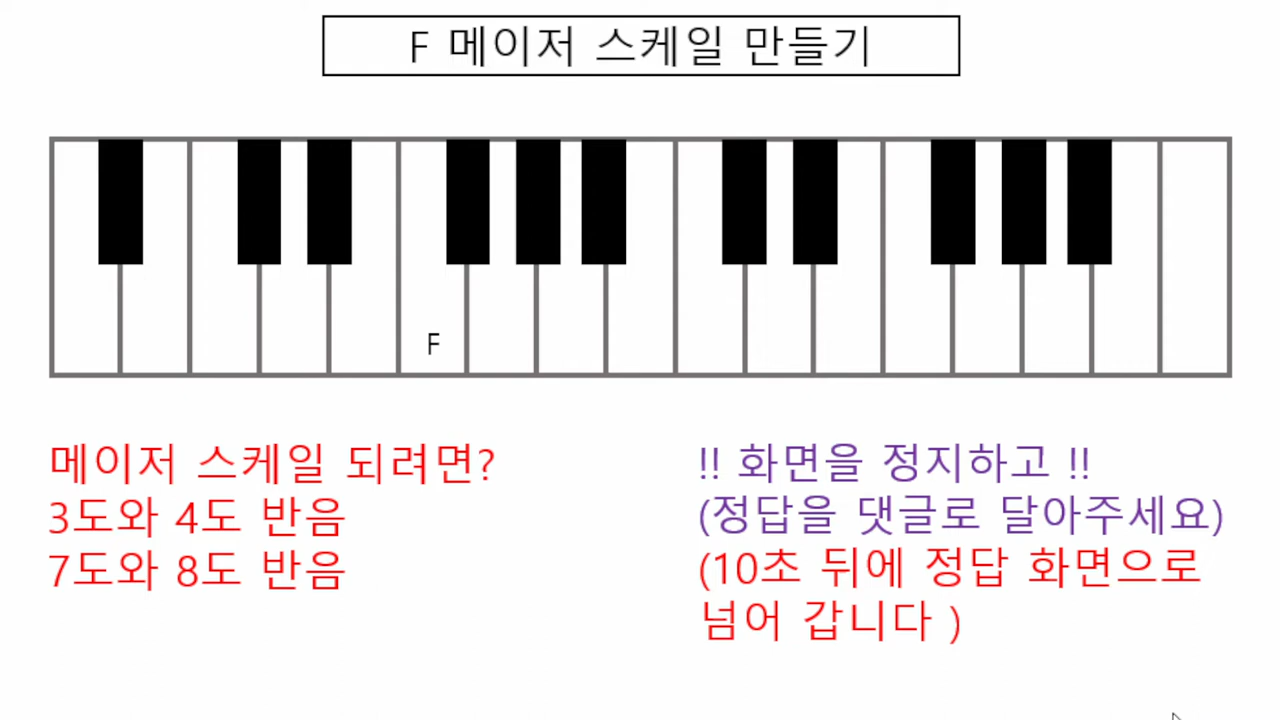 F 메이저 스케일 만들기
F
메이저 스케일 되려면?
3도와 4도 반음
7도와 8도 반음
!! 화면을 정지하고 !!
(정답을 댓글로 달아주세요)
(10초 뒤에 정답 화면으로
넘어 갑니다 )